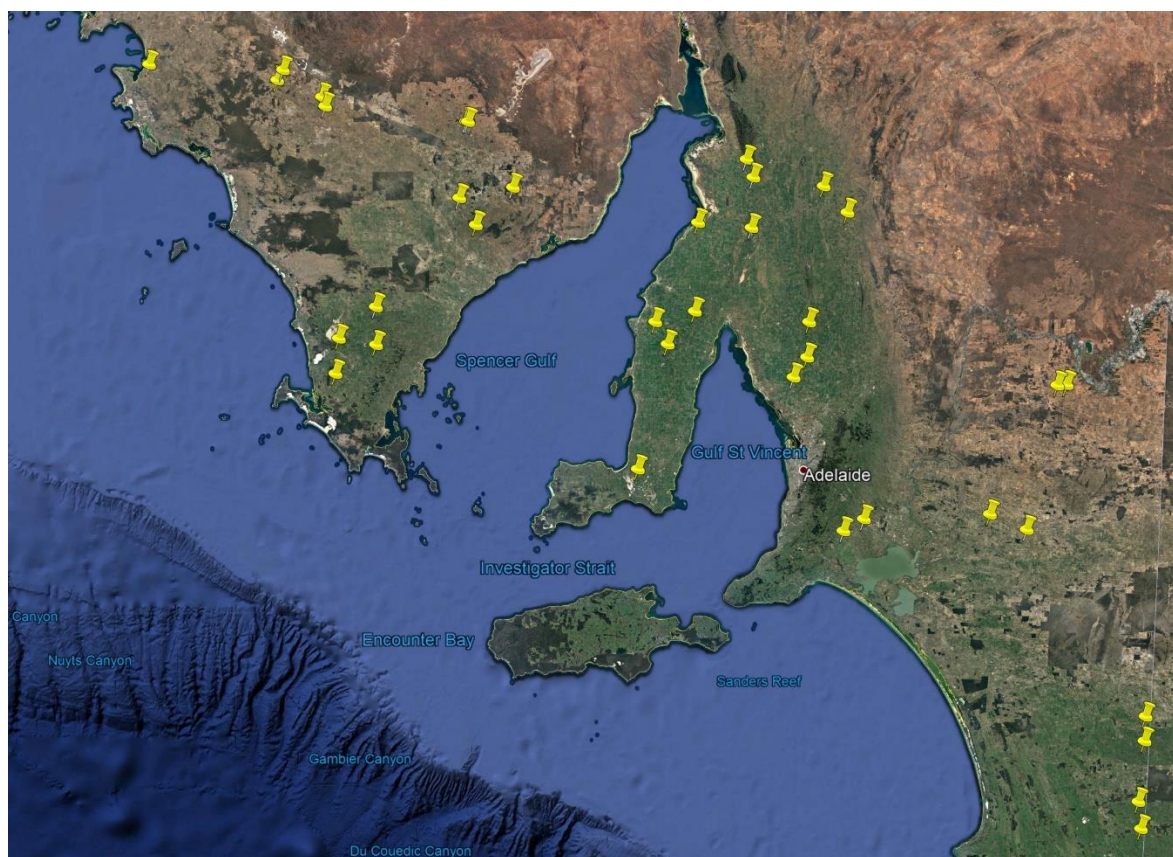 Spencer Gulf
Gulf St Vincent
Adelaide
Investigator Strait
Canyon
Encounter Bay
Nuyts Canyon
Sanders Reef
Gambier Canyon
Du Couedic Canyon